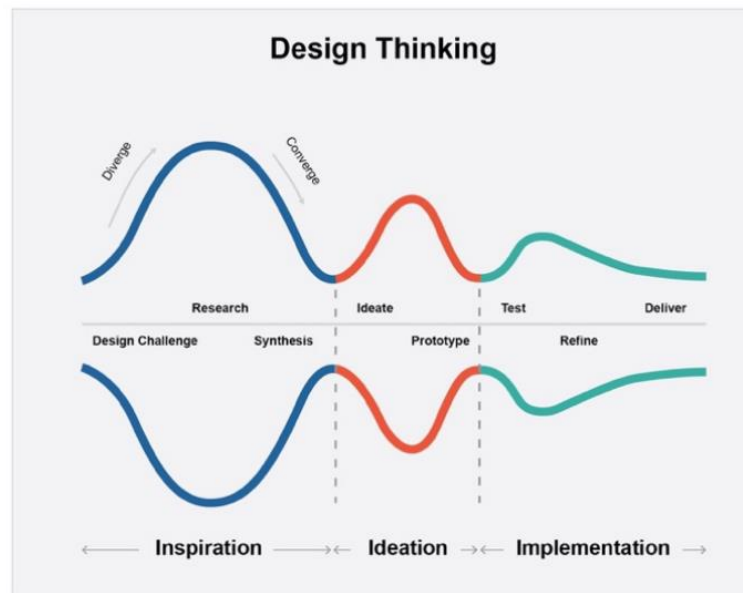 Design Thinking
Diverge
Converge
Research
Ideate
Test
Deliver
Design Challenge
Synthesis
Prototype
Refine
Inspiration
Ideation
Implementation